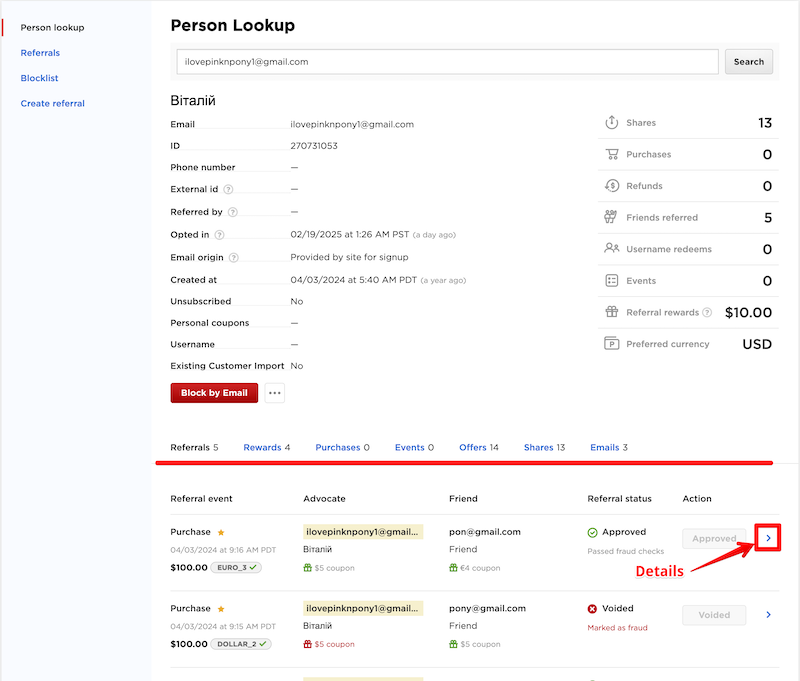 Person lookup
Referrals
Blocklist
Create referral
Person Lookup
ilovepinknpony1@gmail.com
Search
Віталій
Email ilovepinknpony1@gmail.com
ID 270731053
Phone number —
External id ? —
Referred by ? —
Opted in ? 02/19/2025 at 1:26 AM PST (a day ago)
Email origin ? Provided by site for signup
Created at 04/03/2024 at 5:40 AM PDT (a year ago)
Unsubscribed No
Personal coupons —
Username —
Existing Customer Import No
Block by Email ...
Shares 13
Purchases 0
Refunds 0
Friends referred 5
Username redeems 0
Events 0
Referral rewards ? $10.00
Preferred currency USD
Referrals 5 Rewards 4 Purchases 0 Events 0 Offers 14 Shares 13 Emails 3
Referral event Advocate Friend Referral status Action
Purchase ilovepinknpony1@gmail... pon@gmail.com Approved Approved
04/03/2024 at 9:16 AM PDT Віталій Friend Passed fraud checks
$100.00 EURO_3 $5 coupon €4 coupon
Details
Purchase ilovepinknpony1@gmail... pony@gmail.com Voided Voided
04/03/2024 at 9:15 AM PDT Віталій Friend Marked as fraud
$100.00 DOLLAR_2 $5 coupon $5 coupon